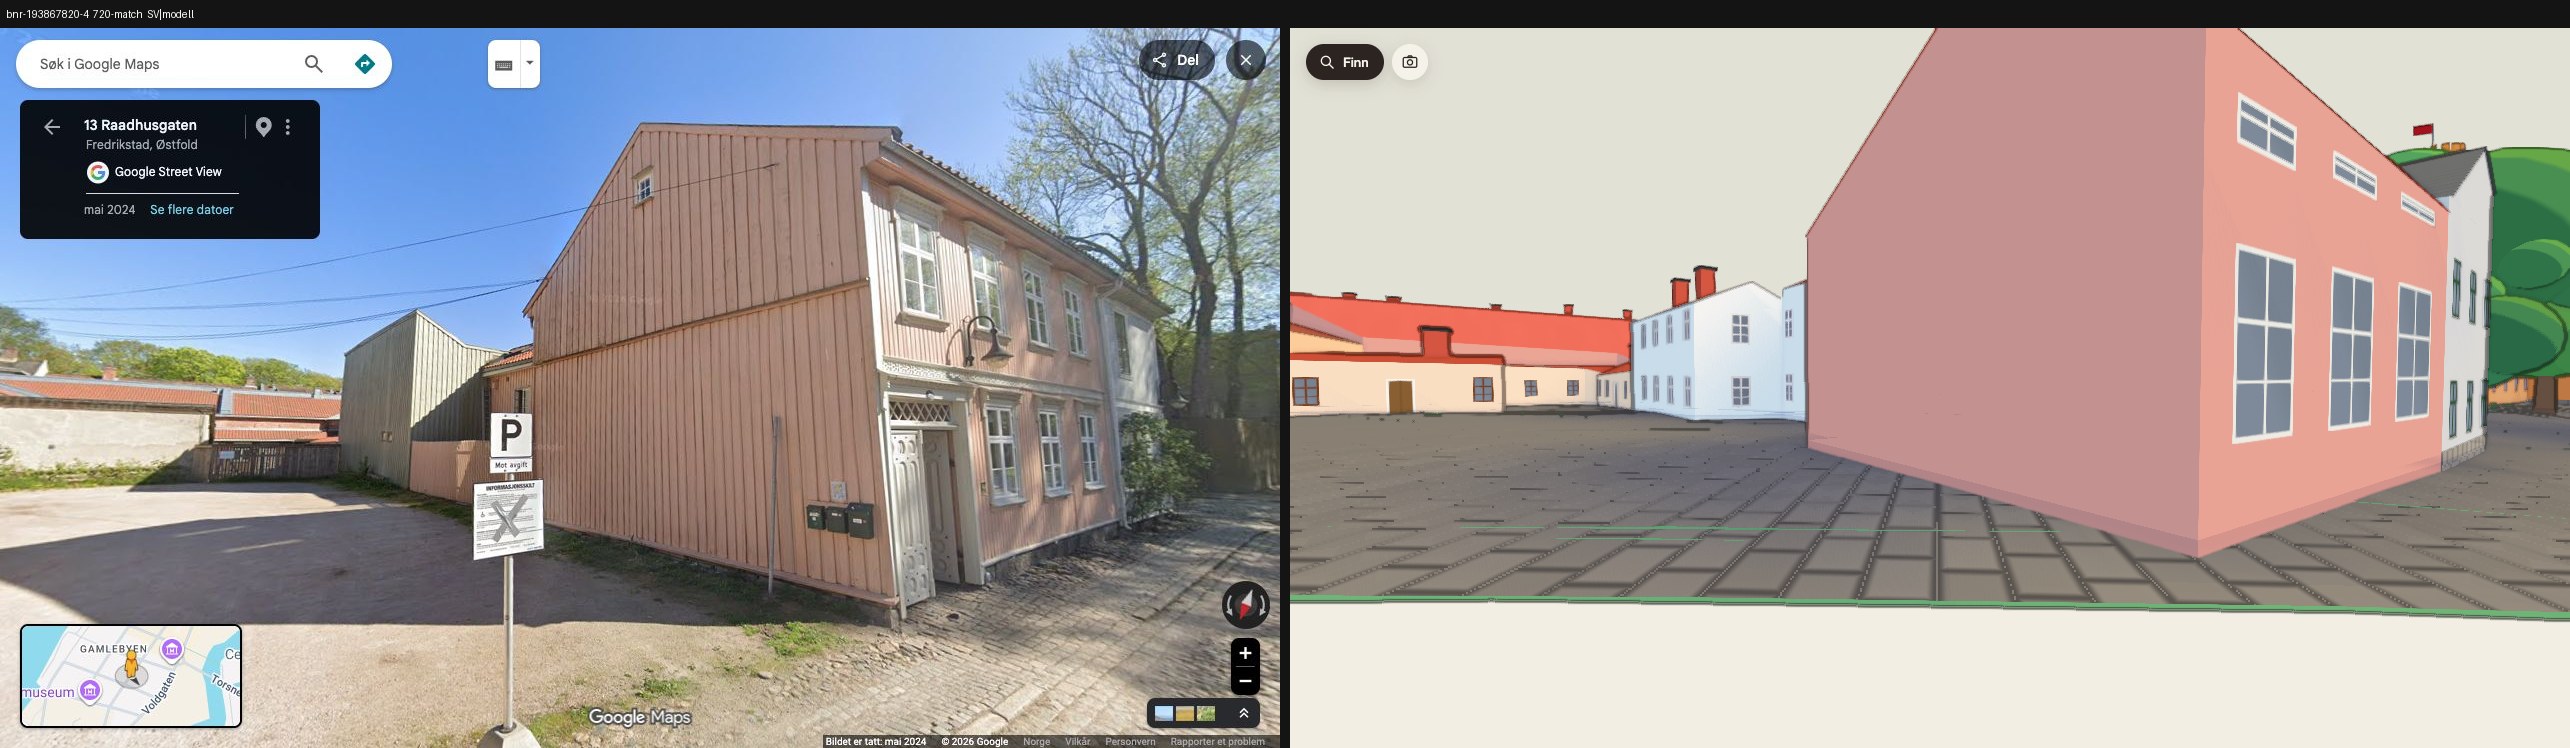 bnr-193867820-4 720-match SV|modell
Søk i Google Maps
Del
Finn
13 Raadhusgaten
Fredrikstad, Østfold
Google Street View
mai 2024 Se flere datoer
P
Mot avgift
INFORMASJONSSKILT
GAMLEBYEN
Ce
museum
Voldgaten
Torsne
Google Maps
Bildet er tatt: mai 2024 © 2026 Google Norge Vilkår Personvern Rapporter et problem